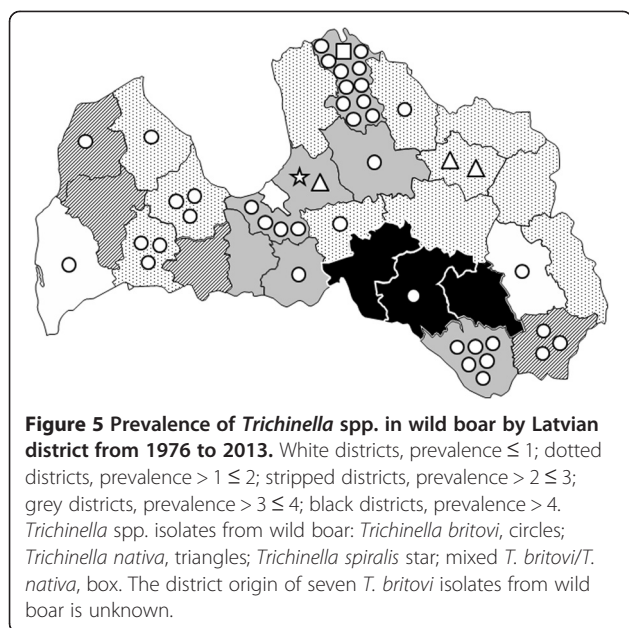 Figure 5 Prevalence of Trichinella spp. in wild boar by Latvian
district from 1976 to 2013. White districts, prevalence ≤ 1; dotted
districts, prevalence > 1 ≤ 2; stripped districts, prevalence > 2 ≤ 3;
grey districts, prevalence > 3 ≤ 4; black districts, prevalence > 4.
Trichinella spp. isolates from wild boar: Trichinella britovi, circles;
Trichinella nativa, triangles; Trichinella spiralis star; mixed T. britovi/T.
nativa, box. The district origin of seven T. britovi isolates from wild
boar is unknown.